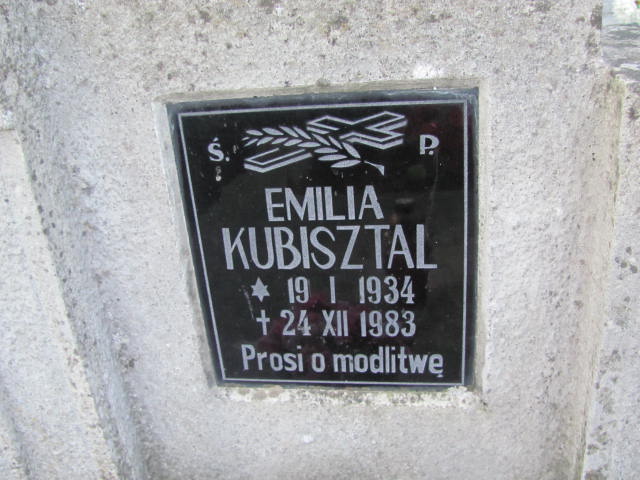 Ś. P.
EMILIA
KUBISZTAL
* 19 I 1934
† 24 XII 1983
Prosi o modlitwę